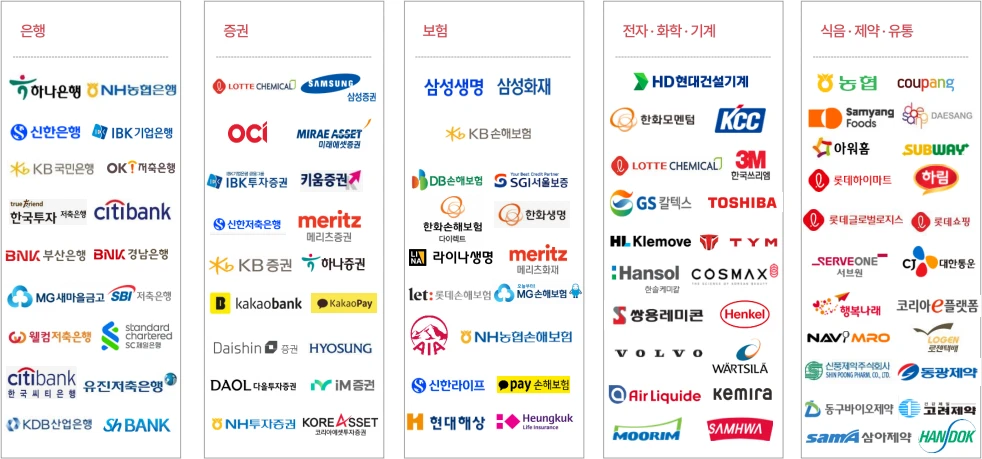 은행
하나은행 NH농협은행
신한은행 IBK기업은행
KB국민은행 OK!저축은행
true friend
한국투자 저축은행 citibank
BNK 부산은행 BNK 경남은행
MG새마을금고 SBI 저축은행
웰컴저축은행 standard
chartered
SC제일은행
citibank
한국씨티은행 유진저축은행
KDB산업은행 Sh BANK
증권
LOTTE CHEMICAL SAMSUNG
삼성증권
OCI MIRAE ASSET
미래에셋증권
IBK투자증권 키움증권
신한저축은행 meritz
메리츠증권
KB증권 하나증권
kakaobank KakaoPay
Daishin 증권 HYOSUNG
DAOL 다올투자증권 iM증권
NH투자증권 KOREASSET
코리아에셋투자증권
보험
삼성생명 삼성화재
KB손해보험
DB손해보험 Your Best Credit Partner
SGI서울보증
한화손해보험
다이렉트 한화생명
LINA 라이나생명 meritz
메리츠화재
let: 롯데손해보험 MG손해보험
AIA NH농협손해보험
신한라이프 pay 손해보험
현대해상 Heungkuk
Life Insurance
전자 · 화학 · 기계
HD현대건설기계
한화모멘텀 KCC
LOTTE CHEMICAL 3M
한국쓰리엠
GS칼텍스 TOSHIBA
HL Klemove TYM
Hansol
한솔케미칼 COSMAX
THE SCIENCE OF KOREAN BEAUTY
쌍용레미콘 Henkel
VOLVO WÄRTSILÄ
Air Liquide kemira
MOORIM SAMHWA
식음 · 제약 · 유통
농협 coupang
Samyang
Foods DAESANG
아워홈 SUBWAY
롯데하이마트 하림
롯데글로벌로지스 롯데쇼핑
SERVEONE
서브원 CJ 대한통운
행복나래 코리아e플랫폼
NAVIMRO LOGEN
로젠택배
신풍제약주식회사
SHIN POONG PHARM. CO., LTD. 동광제약
동구바이오제약 고려제약
samA 삼아제약 HANDOK